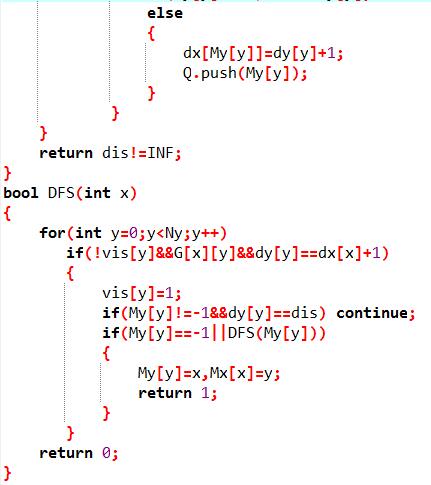 else
{
dx[My[y]]=dy[y]+1;
Q.push(My[y]);
}
}
}
return dis!=INF;
}
bool DFS(int x)
{
for(int y=0;y<Ny;y++)
if(!vis[y]&&G[x][y]&&dy[y]==dx[x]+1)
{
vis[y]=1;
if(My[y]!=-1&&dy[y]==dis) continue;
if(My[y]==-1||DFS(My[y]))
{
My[y]=x,Mx[x]=y;
return 1;
}
}
return 0;
}